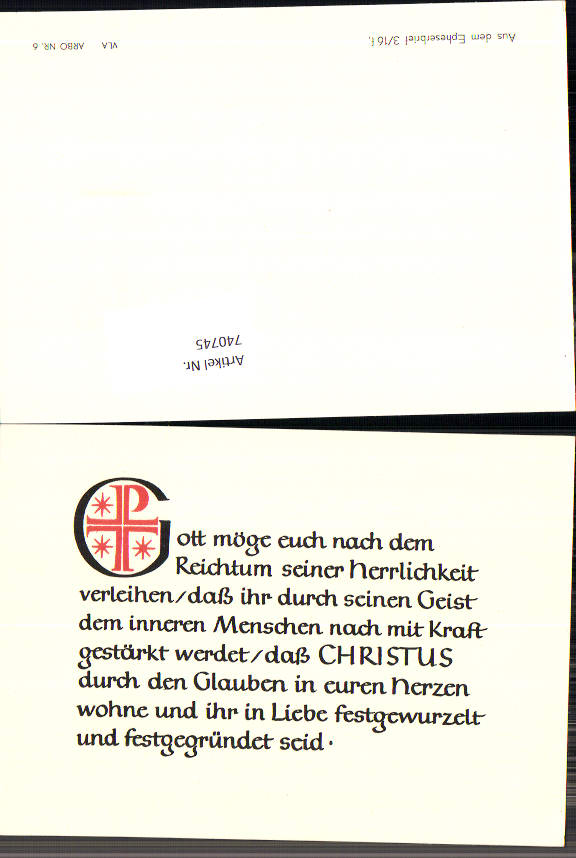 Aus dem Epheserbrief 3/16 f.
VLA ARBO NR. 6
Artikel Nr.
740745
Gott möge euch nach dem
Reichtum seiner Herrlichkeit
verleihen/daß ihr durch seinen Geist
dem inneren Menschen nach mit Kraft
gestärkt werdet/daß CHRISTUS
durch den Glauben in euren Herzen
wohne und ihr in Liebe festgewurzelt
und festgegründet seid ·